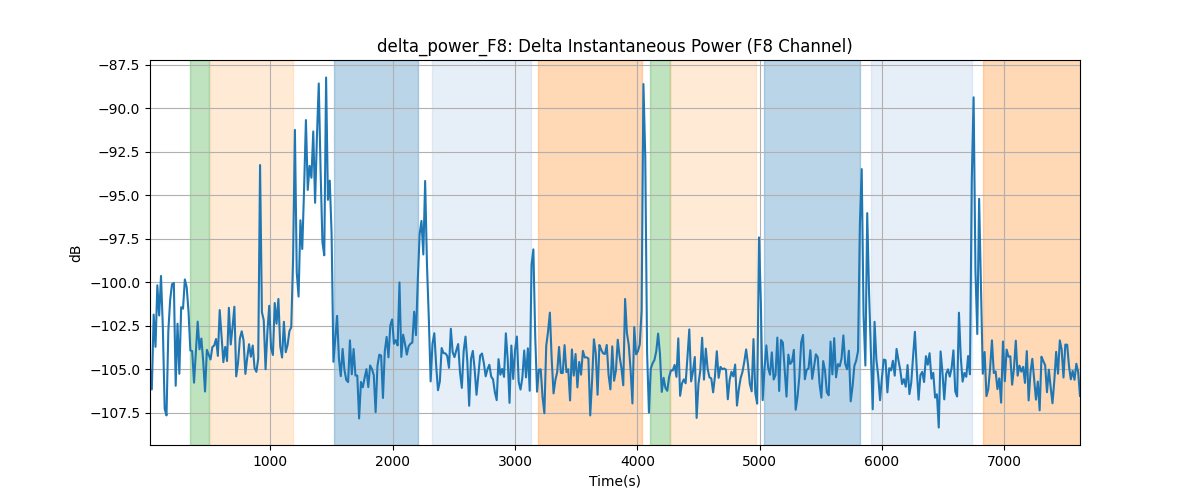 delta_power_F8: Delta Instantaneous Power (F8 Channel)
−87.5
−90.0
−92.5
−95.0
−97.5
−100.0
−102.5
−105.0
−107.5
dB
1000 2000 3000 4000 5000 6000 7000
Time(s)